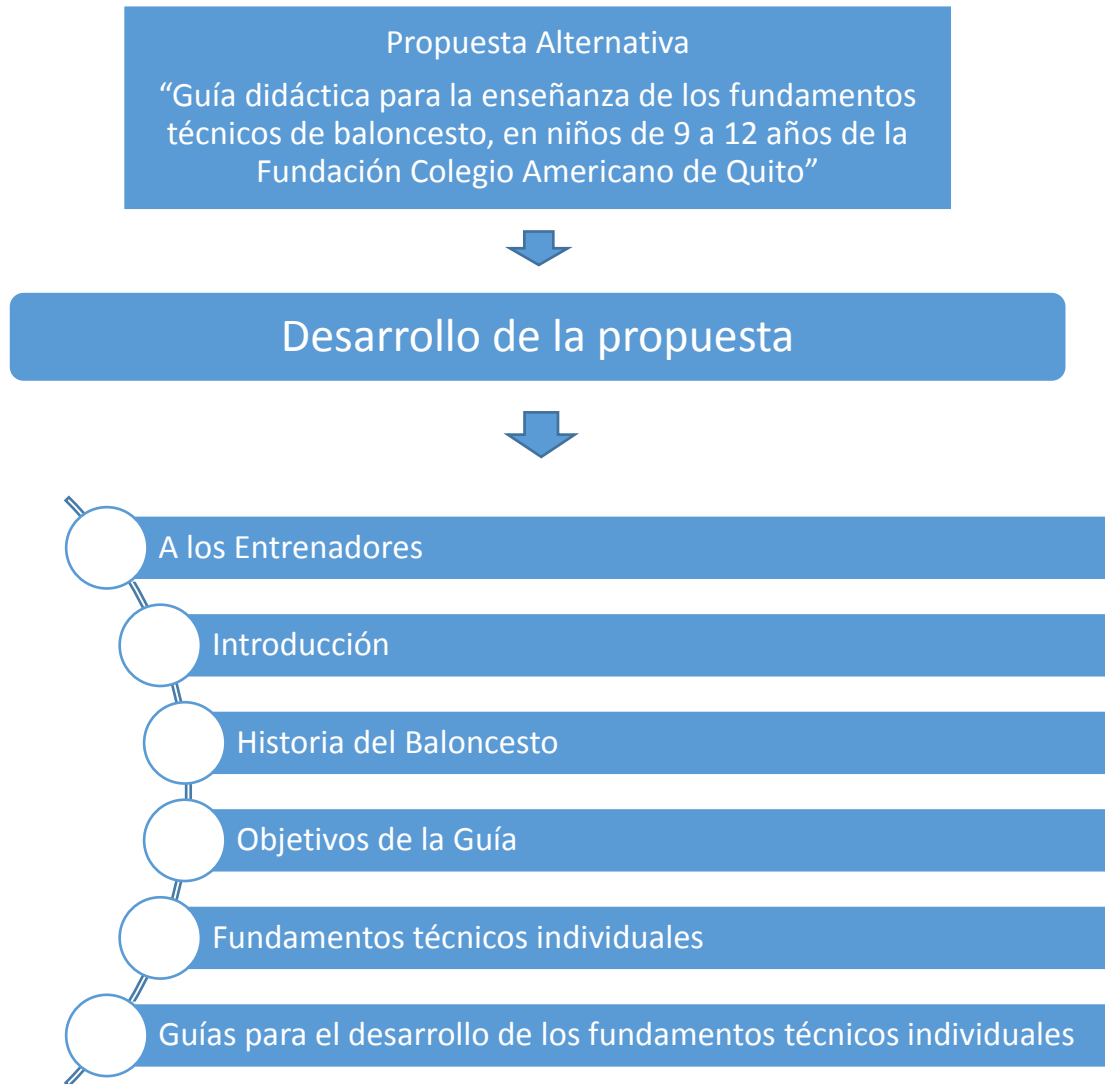 Propuesta Alternativa
“Guía didáctica para la enseñanza de los fundamentos
técnicos de baloncesto, en niños de 9 a 12 años de la
Fundación Colegio Americano de Quito”
Desarrollo de la propuesta
A los Entrenadores
Introducción
Historia del Baloncesto
Objetivos de la Guía
Fundamentos técnicos individuales
Guías para el desarrollo de los fundamentos técnicos individuales